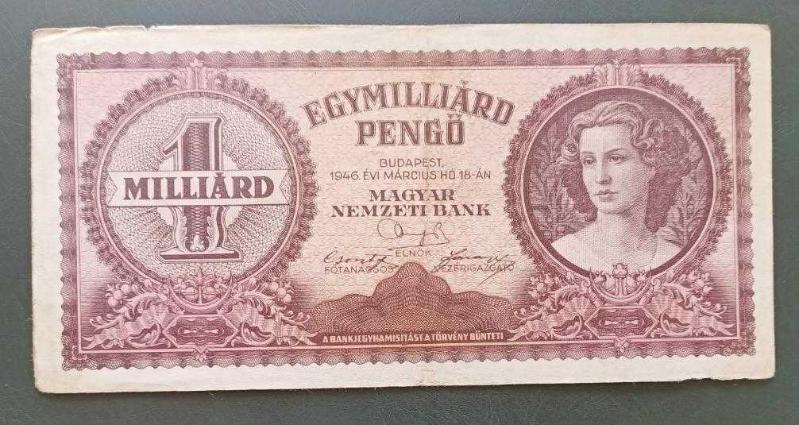 1
MILLIÁRD
EGYMILLIÁRD
PENGŐ
BUDAPEST,
1946. ÉVI MÁRCIUS HÓ 18-ÁN
MAGYAR
NEMZETI BANK
ELNÖK
FŐTANÁCSOS
VEZÉRIGAZGATÓ
A BANKJEGYHAMISITÁST A TÖRVÉNY BÜNTETI